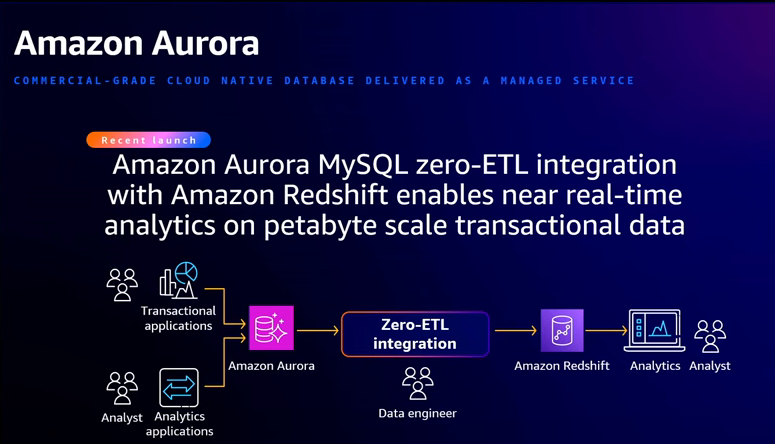 Amazon Aurora
COMMERCIAL-GRADE CLOUD NATIVE DATABASE DELIVERED AS A MANAGED SERVICE
Recent launch
Amazon Aurora MySQL zero-ETL integration
with Amazon Redshift enables near real-time
analytics on petabyte scale transactional data
Transactional
applications
Zero-ETL
integration
Amazon Aurora
Amazon Redshift
Analytics
Analyst
Data engineer
Analyst
Analytics
applications